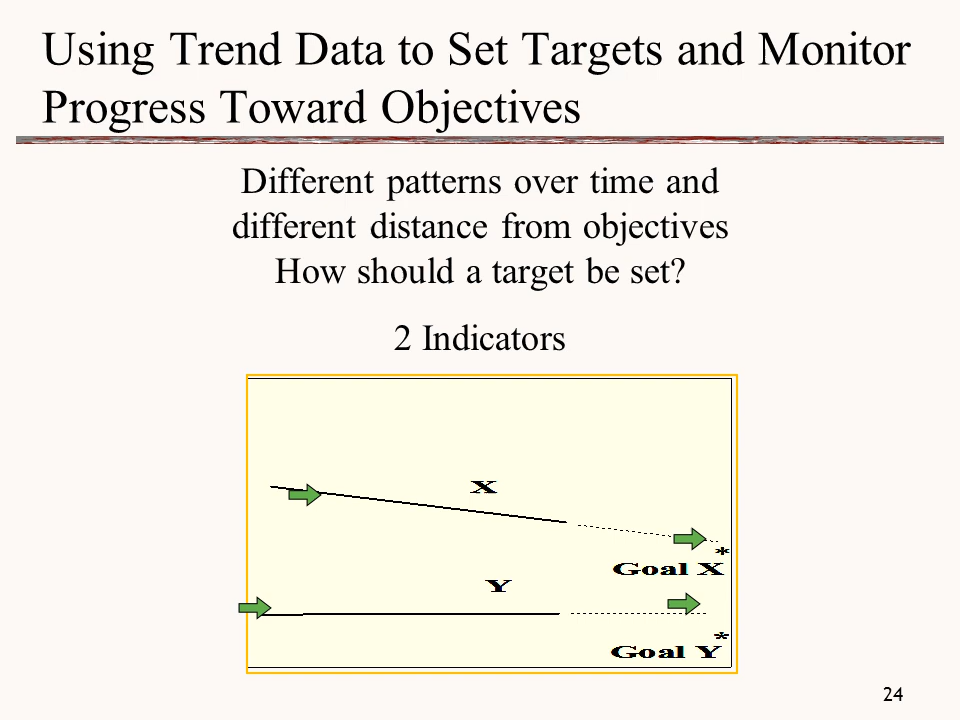 Using Trend Data to Set Targets and Monitor
Progress Toward Objectives
Different patterns over time and
different distance from objectives
How should a target be set?
2 Indicators
X
*
Goal X
Y
*
Goal Y
24